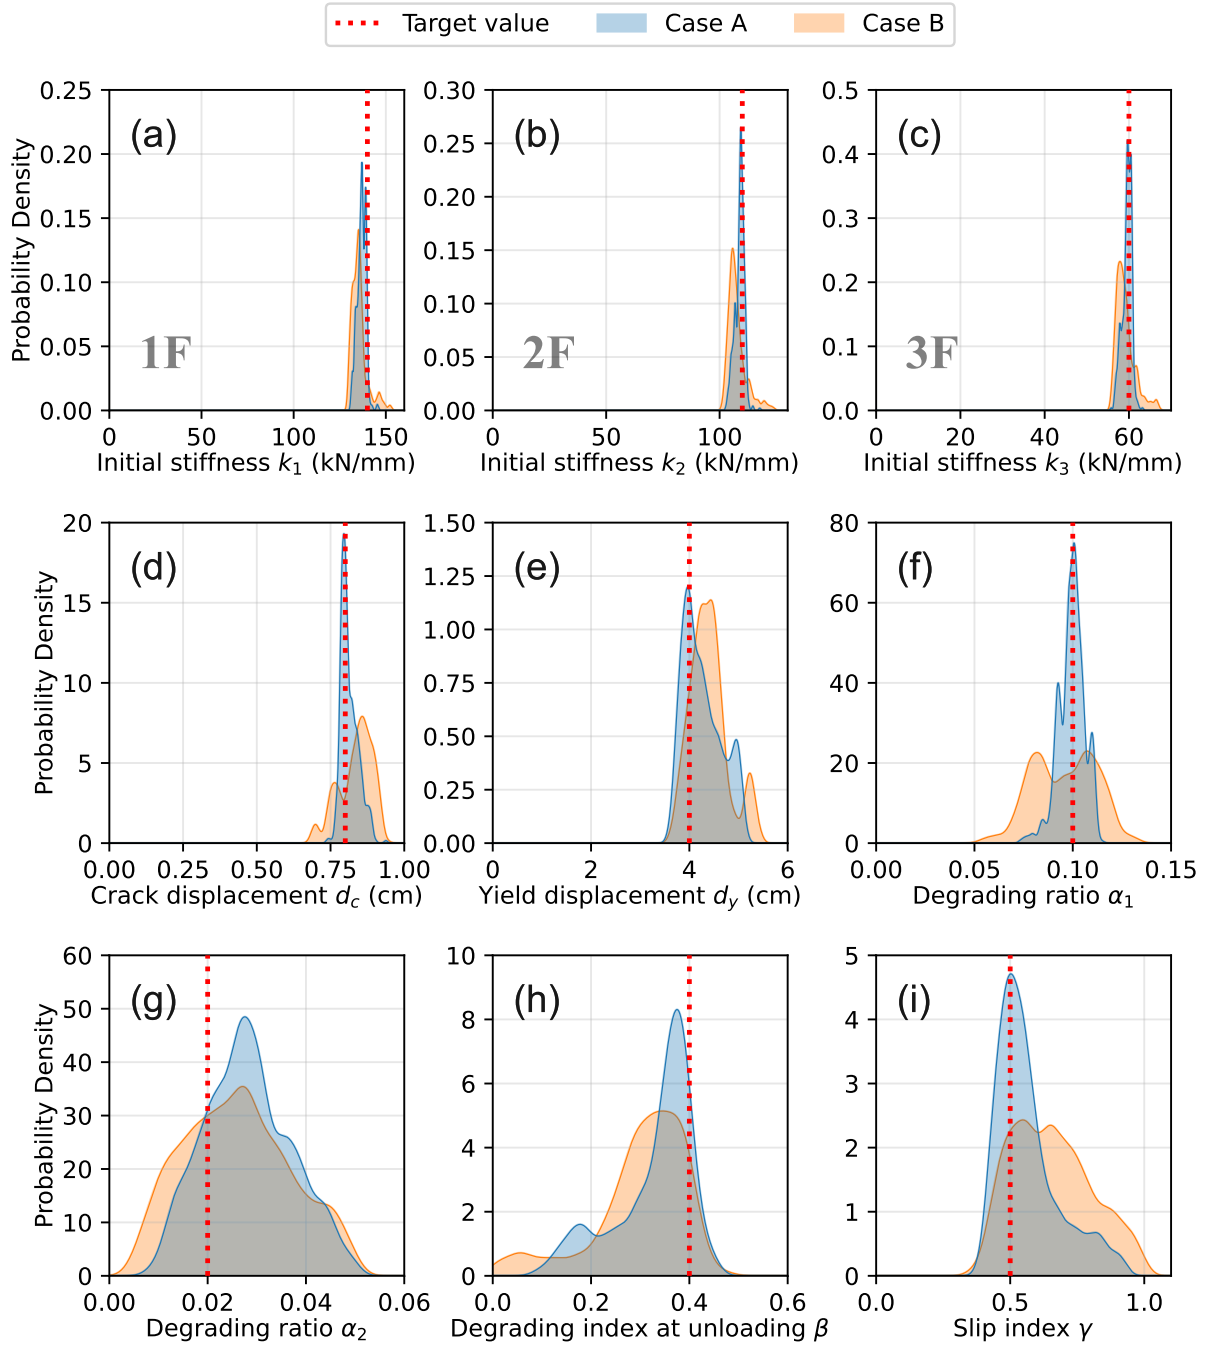 Target value Case A Case B
0.25 0.20 0.15 0.10 0.05 0.00
Probability Density
(a)
1F
0 50 100 150
Initial stiffness k₁ (kN/mm)
0.30 0.25 0.20 0.15 0.10 0.05 0.00
(b)
2F
0 50 100
Initial stiffness k₂ (kN/mm)
0.5 0.4 0.3 0.2 0.1 0.0
(c)
3F
0 20 40 60
Initial stiffness k₃ (kN/mm)
20 15 10 5 0
Probability Density
(d)
0.00 0.25 0.50 0.75 1.00
Crack displacement d_c (cm)
1.50 1.25 1.00 0.75 0.50 0.25 0.00
(e)
0 2 4 6
Yield displacement d_y (cm)
80 60 40 20 0
(f)
0.00 0.05 0.10 0.15
Degrading ratio α₁
60 50 40 30 20 10 0
Probability Density
(g)
0.00 0.02 0.04 0.06
Degrading ratio α₂
10 8 6 4 2 0
(h)
0.0 0.2 0.4 0.6
Degrading index at unloading β
5 4 3 2 1 0
(i)
0.0 0.5 1.0
Slip index γ